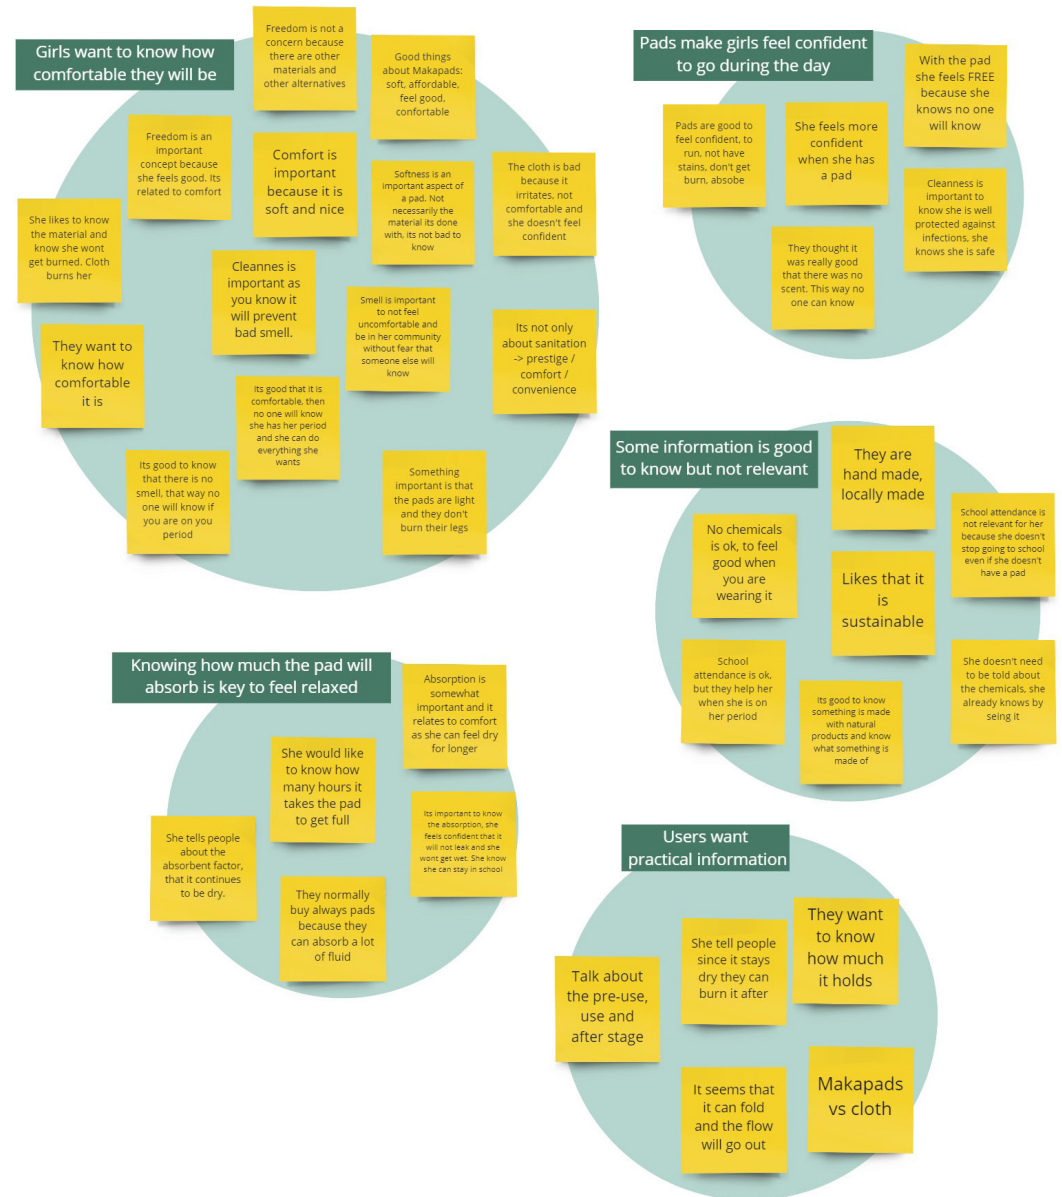 Girls want to know how
comfortable they will be
Freedom is not a
concern because
there are other
materials and
other alternatives
Good things
about Makapads:
soft, affordable,
feel good,
confortable
Freedom is an
important
concept because
she feels good. Its
related to comfort
Comfort is
important
because it is
soft and nice
Softness is an
important aspect of
a pad. Not
necessarily the
material its done
with, its not bad to
know
The cloth is bad
because it
irritates, not
comfortable and
she doesn't feel
confident
She likes to know
the material and
know she wont
get burned. Cloth
burns her
Cleannes is
important as
you know it
will prevent
bad smell.
Smell is important
to not feel
uncomfortable and
be in her community
without fear that
someone else will
know
Its not only
about sanitation
-> prestige /
comfort /
convenience
They want to
know how
comfortable
it is
Its good that it is
comfortable, then
no one will know
she has her period
and she can do
everything she
wants
Its good to know
that there is no
smell, that way no
one will know if
you are on you
period
Something
important is that
the pads are light
and they don't
burn their legs
Pads make girls feel confident
to go during the day
With the pad
she feels FREE
because she
knows no one
will know
Pads are good to
feel confident, to
run, not have
stains, don't get
burn, absobe
She feels more
confident
when she has
a pad
Cleanness is
important to
know she is well
protected against
infections, she
knows she is safe
They thought it
was really good
that there was no
scent. This way no
one can know
Some information is good
to know but not relevant
They are
hand made,
locally made
School attendance is
not relevant for her
because she doesn't
stop going to school
even if she doesn't
have a pad
No chemicals
is ok, to feel
good when
you are
wearing it
Likes that it
is
sustainable
School
attendance is ok,
but they help her
when she is on
her period
Its good to know
something is made
with natural
products and know
what something is
made of
She doesn't need
to be told about
the chemicals, she
already knows by
seing it
Knowing how much the pad will
absorb is key to feel relaxed
Absorption is
somewhat
important and it
relates to comfort
as she can feel dry
for longer
She would like
to know how
many hours it
takes the pad
to get full
Its important to know
the absorption, she
feels confident that it
will not leak and she
wont get wet. She know
she can stay in school
She tells people
about the
absorbent factor,
that it continues
to be dry.
They normally
buy always pads
because they
can absorb a lot
of fluid
Users want
practical information
They want
to know
how much
it holds
She tell people
since it stays
dry they can
burn it after
Talk about
the pre-use,
use and
after stage
It seems that
it can fold
and the flow
will go out
Makapads
vs cloth